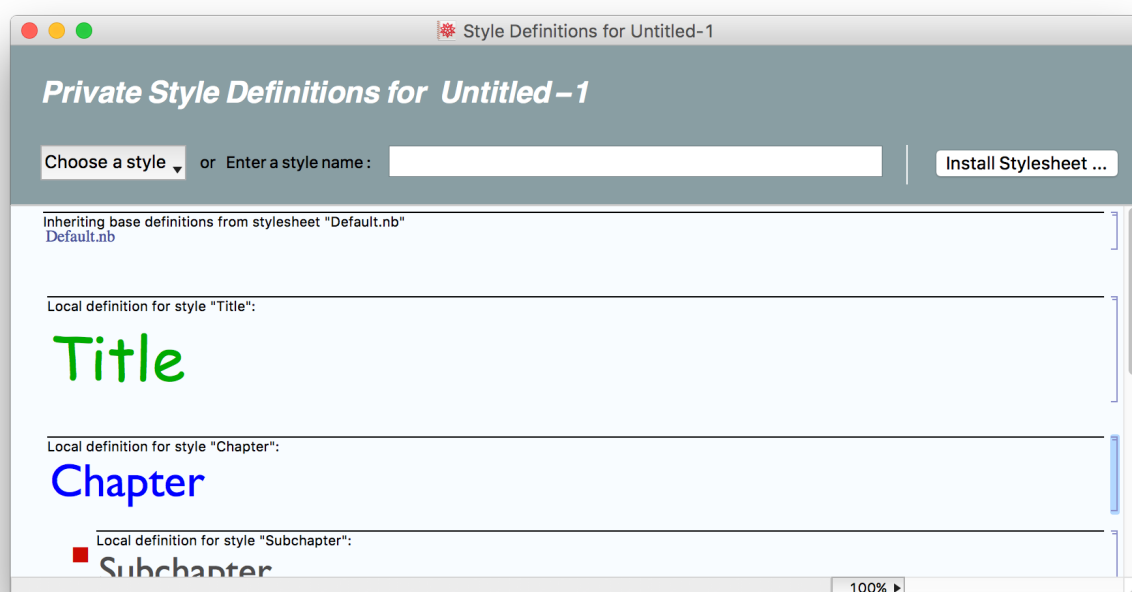 Style Definitions for Untitled-1
Private Style Definitions for Untitled-1
Choose a style or Enter a style name: Install Stylesheet ...
Inheriting base definitions from stylesheet "Default.nb"
Default.nb
Local definition for style "Title":
Title
Local definition for style "Chapter":
Chapter
Local definition for style "Subchapter":
Subchapter
100%